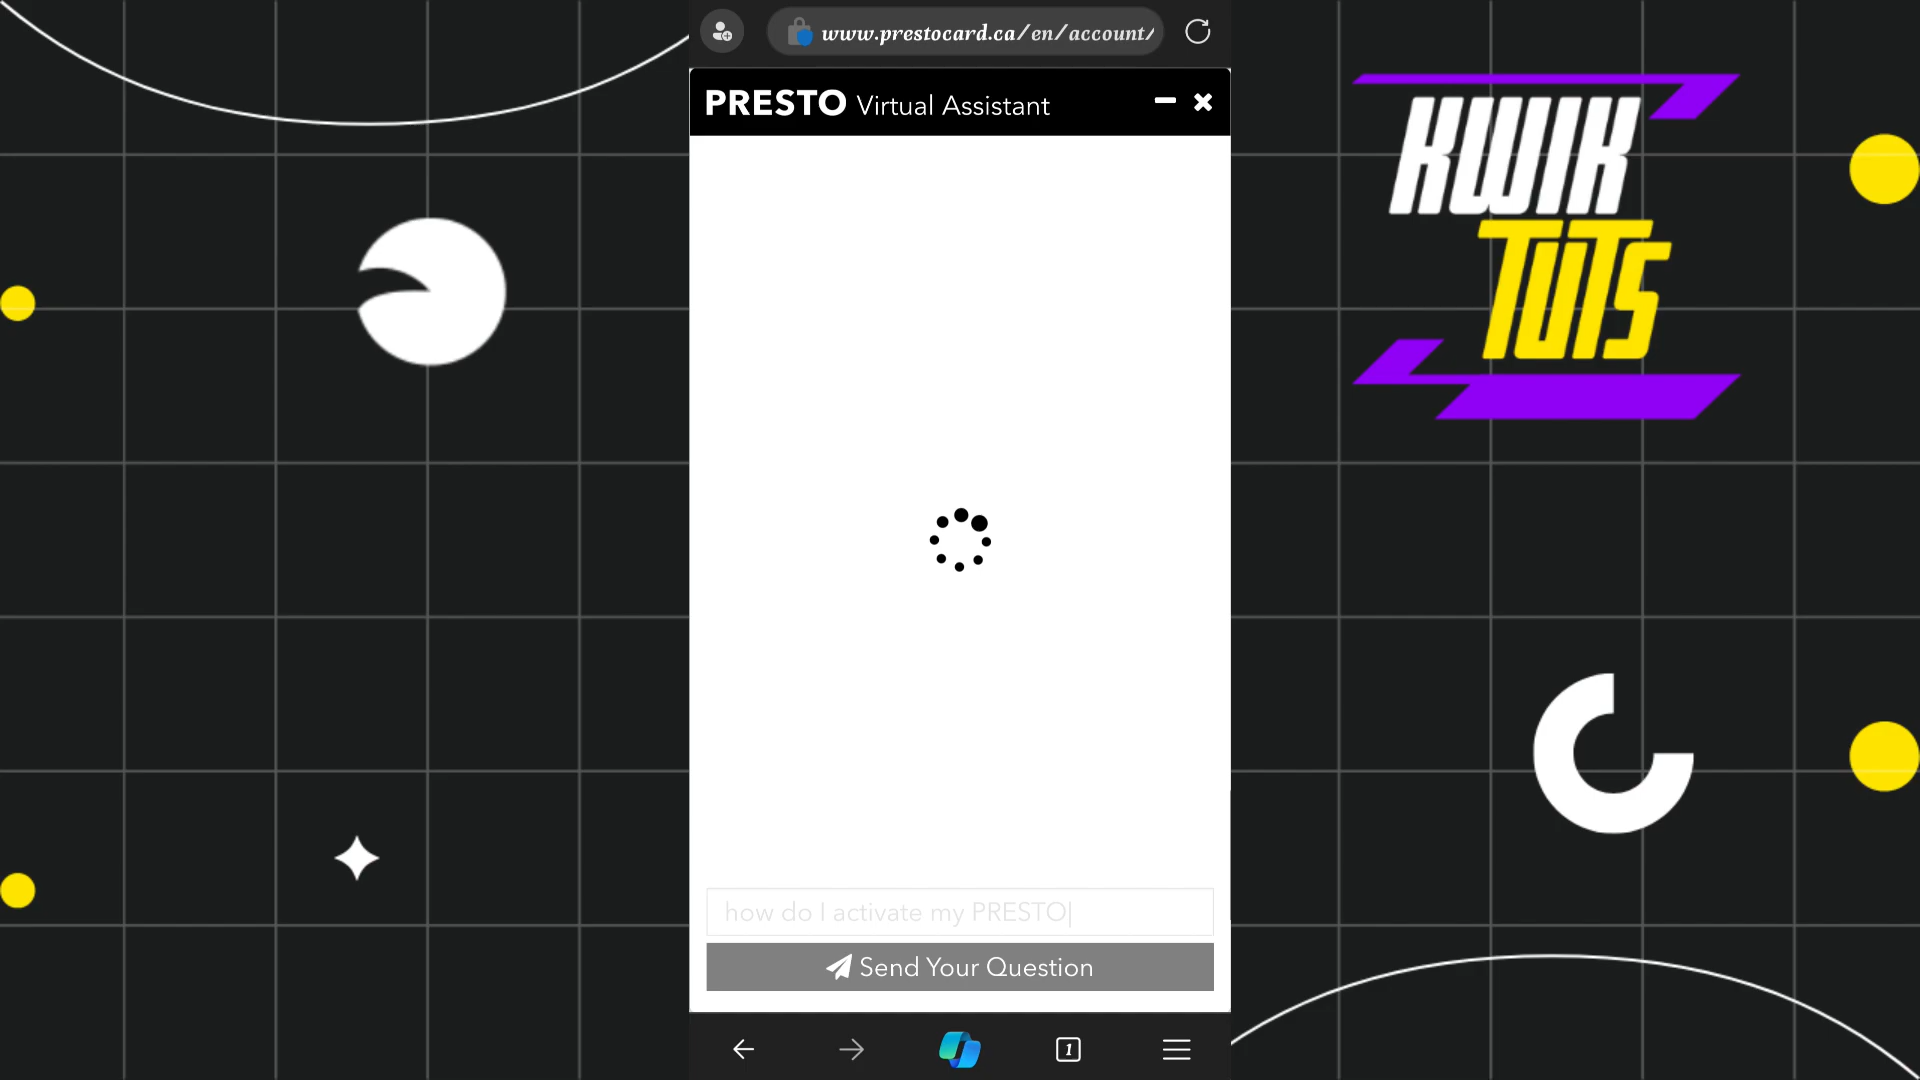 www.prestocard.ca/en/account/
PRESTO Virtual Assistant
KWIK
TUTS
how do I activate my PRESTO
Send Your Question
1